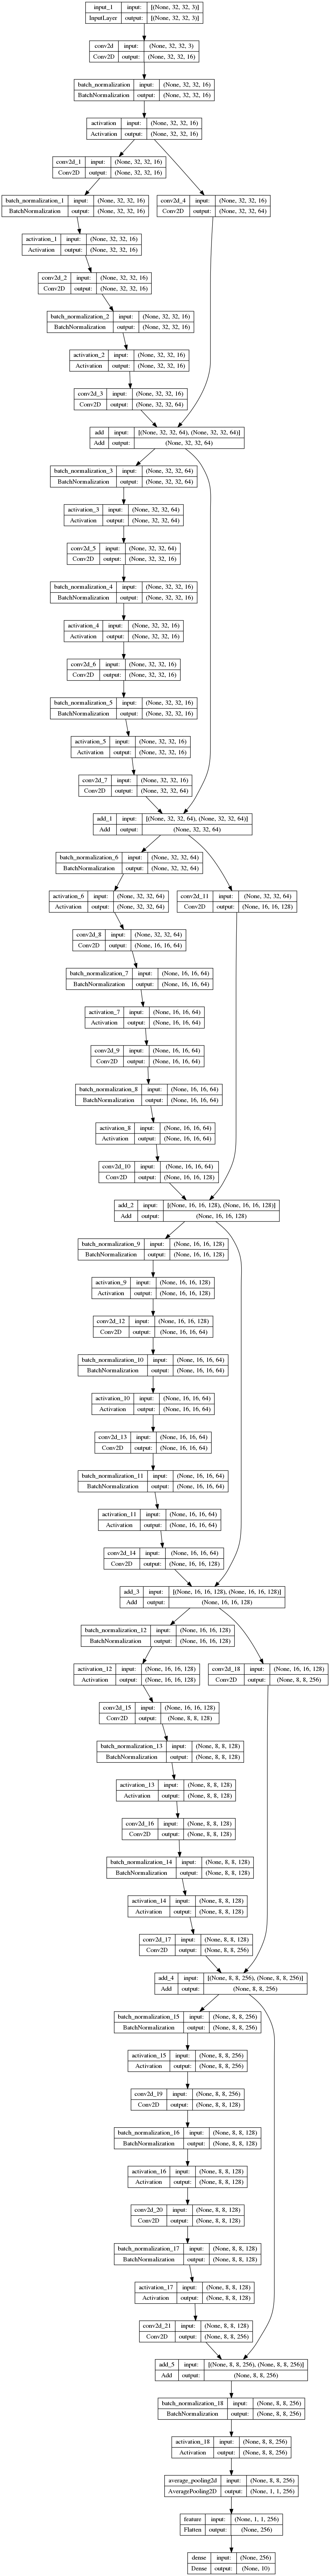 input_1 input: [(None, 32, 32, 3)]
InputLayer output: [(None, 32, 32, 3)]
conv2d input: (None, 32, 32, 3)
Conv2D output: (None, 32, 32, 16)
batch_normalization input: (None, 32, 32, 16)
BatchNormalization output: (None, 32, 32, 16)
activation input: (None, 32, 32, 16)
Activation output: (None, 32, 32, 16)
conv2d_1 input: (None, 32, 32, 16)
Conv2D output: (None, 32, 32, 16)
batch_normalization_1 input: (None, 32, 32, 16)
BatchNormalization output: (None, 32, 32, 16)
conv2d_4 input: (None, 32, 32, 16)
Conv2D output: (None, 32, 32, 64)
activation_1 input: (None, 32, 32, 16)
Activation output: (None, 32, 32, 16)
conv2d_2 input: (None, 32, 32, 16)
Conv2D output: (None, 32, 32, 16)
batch_normalization_2 input: (None, 32, 32, 16)
BatchNormalization output: (None, 32, 32, 16)
activation_2 input: (None, 32, 32, 16)
Activation output: (None, 32, 32, 16)
conv2d_3 input: (None, 32, 32, 16)
Conv2D output: (None, 32, 32, 64)
add input: [(None, 32, 32, 64), (None, 32, 32, 64)]
Add output: (None, 32, 32, 64)
batch_normalization_3 input: (None, 32, 32, 64)
BatchNormalization output: (None, 32, 32, 64)
activation_3 input: (None, 32, 32, 64)
Activation output: (None, 32, 32, 64)
conv2d_5 input: (None, 32, 32, 64)
Conv2D output: (None, 32, 32, 16)
batch_normalization_4 input: (None, 32, 32, 16)
BatchNormalization output: (None, 32, 32, 16)
activation_4 input: (None, 32, 32, 16)
Activation output: (None, 32, 32, 16)
conv2d_6 input: (None, 32, 32, 16)
Conv2D output: (None, 32, 32, 16)
batch_normalization_5 input: (None, 32, 32, 16)
BatchNormalization output: (None, 32, 32, 16)
activation_5 input: (None, 32, 32, 16)
Activation output: (None, 32, 32, 16)
conv2d_7 input: (None, 32, 32, 16)
Conv2D output: (None, 32, 32, 64)
add_1 input: [(None, 32, 32, 64), (None, 32, 32, 64)]
Add output: (None, 32, 32, 64)
batch_normalization_6 input: (None, 32, 32, 64)
BatchNormalization output: (None, 32, 32, 64)
activation_6 input: (None, 32, 32, 64)
Activation output: (None, 32, 32, 64)
conv2d_11 input: (None, 32, 32, 64)
Conv2D output: (None, 16, 16, 128)
conv2d_8 input: (None, 32, 32, 64)
Conv2D output: (None, 16, 16, 64)
batch_normalization_7 input: (None, 16, 16, 64)
BatchNormalization output: (None, 16, 16, 64)
activation_7 input: (None, 16, 16, 64)
Activation output: (None, 16, 16, 64)
conv2d_9 input: (None, 16, 16, 64)
Conv2D output: (None, 16, 16, 64)
batch_normalization_8 input: (None, 16, 16, 64)
BatchNormalization output: (None, 16, 16, 64)
activation_8 input: (None, 16, 16, 64)
Activation output: (None, 16, 16, 64)
conv2d_10 input: (None, 16, 16, 64)
Conv2D output: (None, 16, 16, 128)
add_2 input: [(None, 16, 16, 128), (None, 16, 16, 128)]
Add output: (None, 16, 16, 128)
batch_normalization_9 input: (None, 16, 16, 128)
BatchNormalization output: (None, 16, 16, 128)
activation_9 input: (None, 16, 16, 128)
Activation output: (None, 16, 16, 128)
conv2d_12 input: (None, 16, 16, 128)
Conv2D output: (None, 16, 16, 64)
batch_normalization_10 input: (None, 16, 16, 64)
BatchNormalization output: (None, 16, 16, 64)
activation_10 input: (None, 16, 16, 64)
Activation output: (None, 16, 16, 64)
conv2d_13 input: (None, 16, 16, 64)
Conv2D output: (None, 16, 16, 64)
batch_normalization_11 input: (None, 16, 16, 64)
BatchNormalization output: (None, 16, 16, 64)
activation_11 input: (None, 16, 16, 64)
Activation output: (None, 16, 16, 64)
conv2d_14 input: (None, 16, 16, 64)
Conv2D output: (None, 16, 16, 128)
add_3 input: [(None, 16, 16, 128), (None, 16, 16, 128)]
Add output: (None, 16, 16, 128)
batch_normalization_12 input: (None, 16, 16, 128)
BatchNormalization output: (None, 16, 16, 128)
activation_12 input: (None, 16, 16, 128)
Activation output: (None, 16, 16, 128)
conv2d_18 input: (None, 16, 16, 128)
Conv2D output: (None, 8, 8, 256)
conv2d_15 input: (None, 16, 16, 128)
Conv2D output: (None, 8, 8, 128)
batch_normalization_13 input: (None, 8, 8, 128)
BatchNormalization output: (None, 8, 8, 128)
activation_13 input: (None, 8, 8, 128)
Activation output: (None, 8, 8, 128)
conv2d_16 input: (None, 8, 8, 128)
Conv2D output: (None, 8, 8, 128)
batch_normalization_14 input: (None, 8, 8, 128)
BatchNormalization output: (None, 8, 8, 128)
activation_14 input: (None, 8, 8, 128)
Activation output: (None, 8, 8, 128)
conv2d_17 input: (None, 8, 8, 128)
Conv2D output: (None, 8, 8, 256)
add_4 input: [(None, 8, 8, 256), (None, 8, 8, 256)]
Add output: (None, 8, 8, 256)
batch_normalization_15 input: (None, 8, 8, 256)
BatchNormalization output: (None, 8, 8, 256)
activation_15 input: (None, 8, 8, 256)
Activation output: (None, 8, 8, 256)
conv2d_19 input: (None, 8, 8, 256)
Conv2D output: (None, 8, 8, 128)
batch_normalization_16 input: (None, 8, 8, 128)
BatchNormalization output: (None, 8, 8, 128)
activation_16 input: (None, 8, 8, 128)
Activation output: (None, 8, 8, 128)
conv2d_20 input: (None, 8, 8, 128)
Conv2D output: (None, 8, 8, 128)
batch_normalization_17 input: (None, 8, 8, 128)
BatchNormalization output: (None, 8, 8, 128)
activation_17 input: (None, 8, 8, 128)
Activation output: (None, 8, 8, 128)
conv2d_21 input: (None, 8, 8, 128)
Conv2D output: (None, 8, 8, 256)
add_5 input: [(None, 8, 8, 256), (None, 8, 8, 256)]
Add output: (None, 8, 8, 256)
batch_normalization_18 input: (None, 8, 8, 256)
BatchNormalization output: (None, 8, 8, 256)
activation_18 input: (None, 8, 8, 256)
Activation output: (None, 8, 8, 256)
average_pooling2d input: (None, 8, 8, 256)
AveragePooling2D output: (None, 1, 1, 256)
feature input: (None, 1, 1, 256)
Flatten output: (None, 256)
dense input: (None, 256)
Dense output: (None, 10)